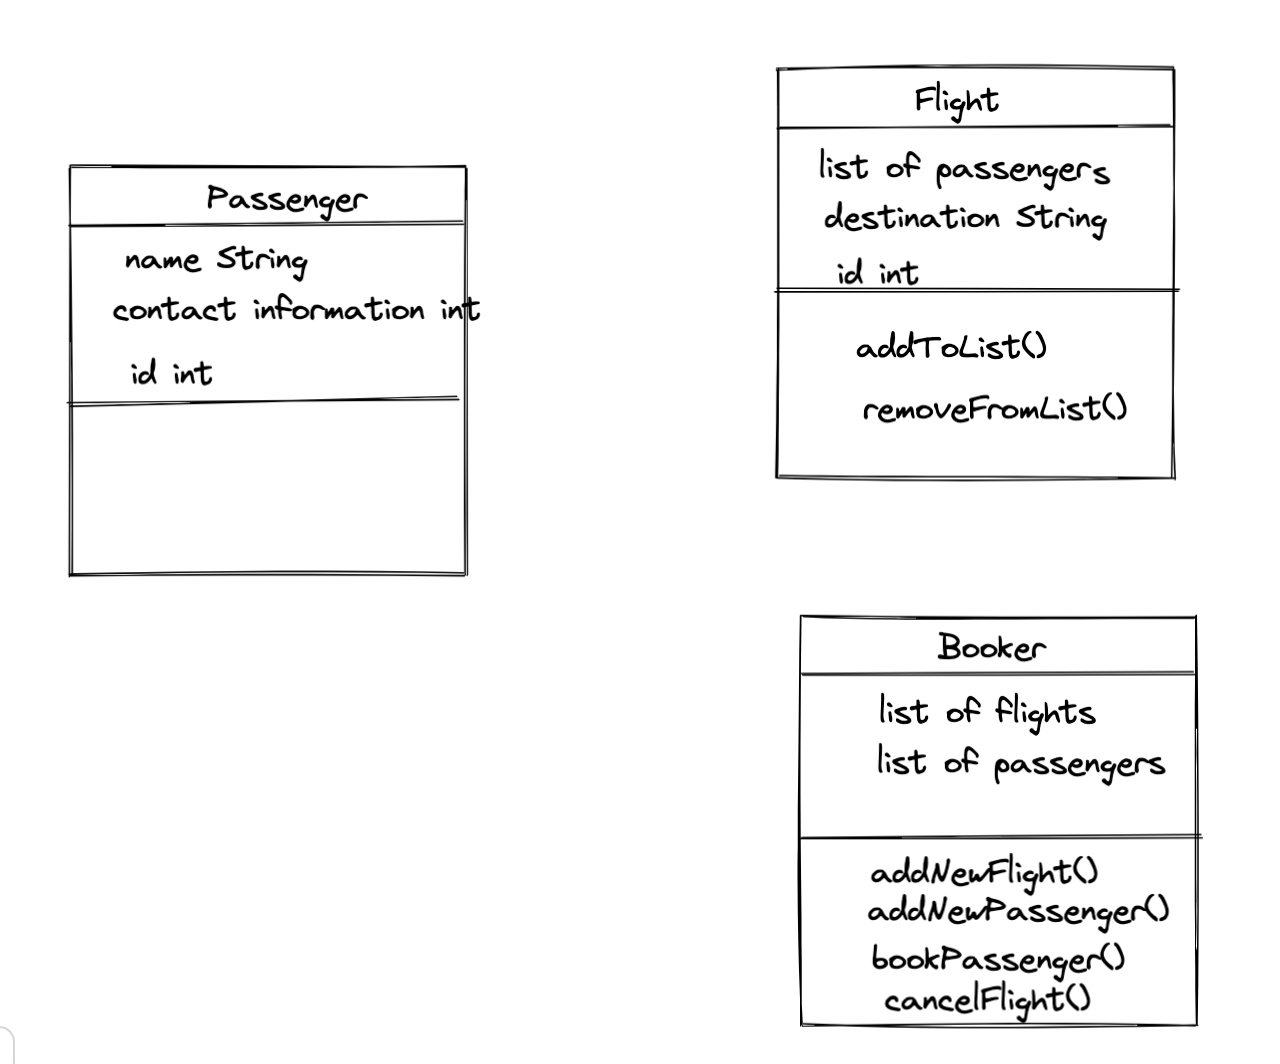 Passenger
name String
contact information int
id int
Flight
list of passengers
destination String
id int
addToList()
removeFromList()
Booker
list of flights
list of passengers
addNewFlight()
addNewPassenger()
bookPassenger()
cancelFlight()